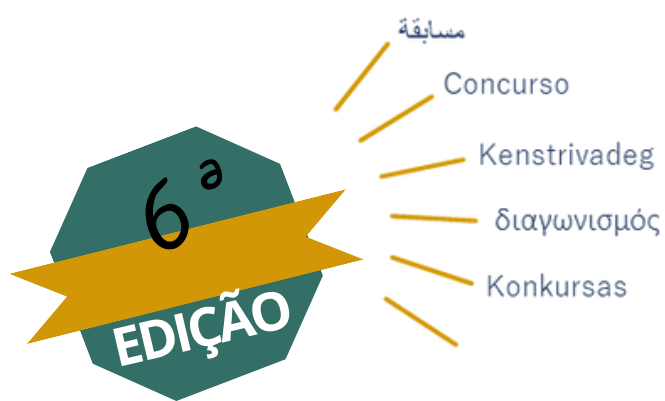 6ª
EDIÇÃO
مسابقة
Concurso
Kenstrivadeg
διαγωνισμός
Konkursas